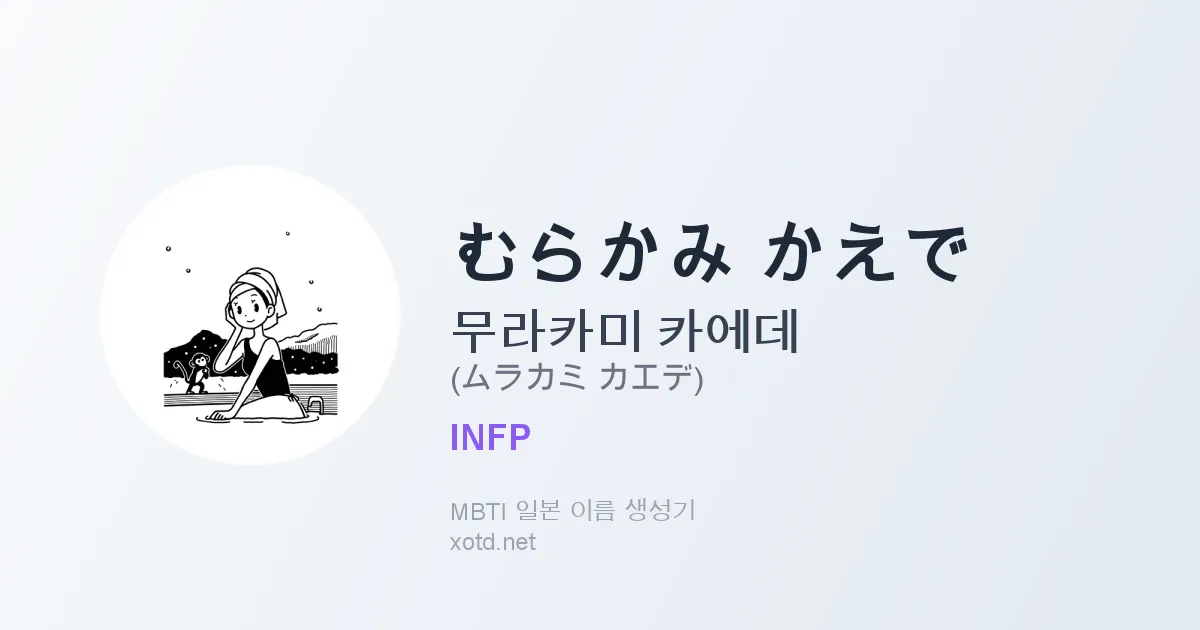 むらかみ かえで
무라카미 카에데
(ムラカミ カエデ)
INFP
MBTI 일본 이름 생성기
xotd.net